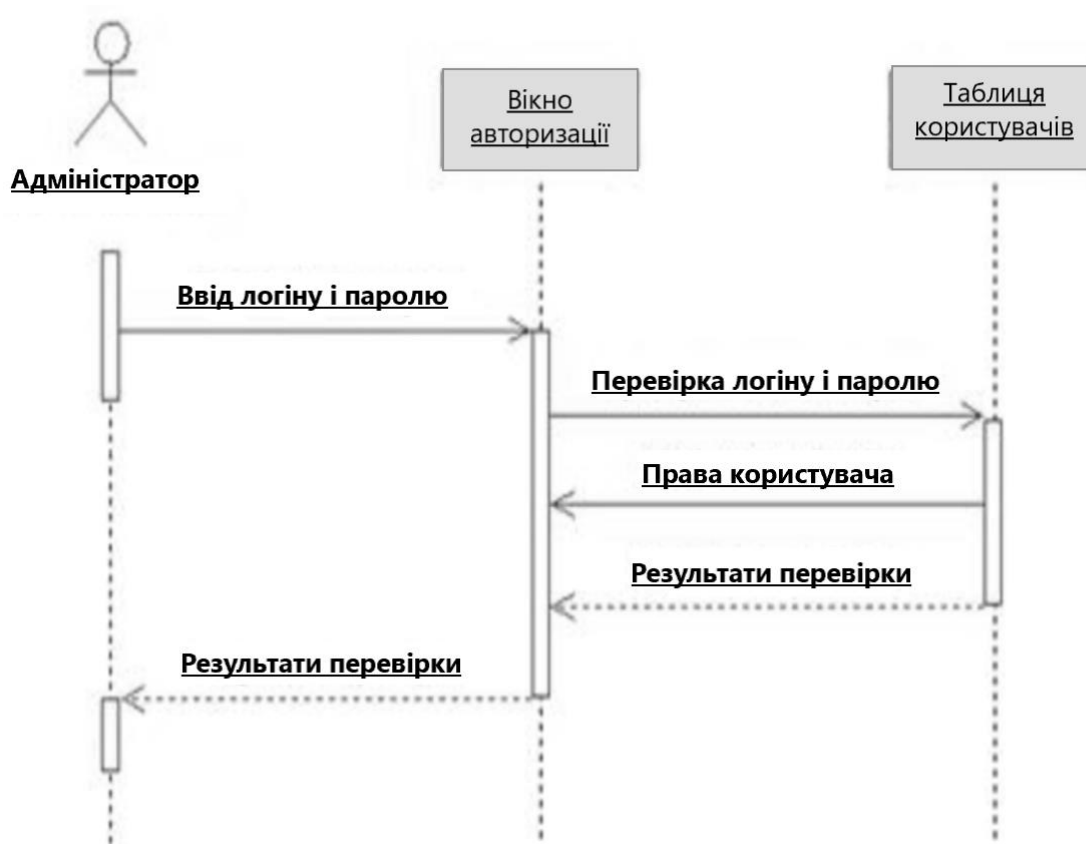 Адміністратор
Вікно
авторизації
Таблиця
користувачів
Ввід логіну і паролю
Перевірка логіну і паролю
Права користувача
Результати перевірки
Результати перевірки